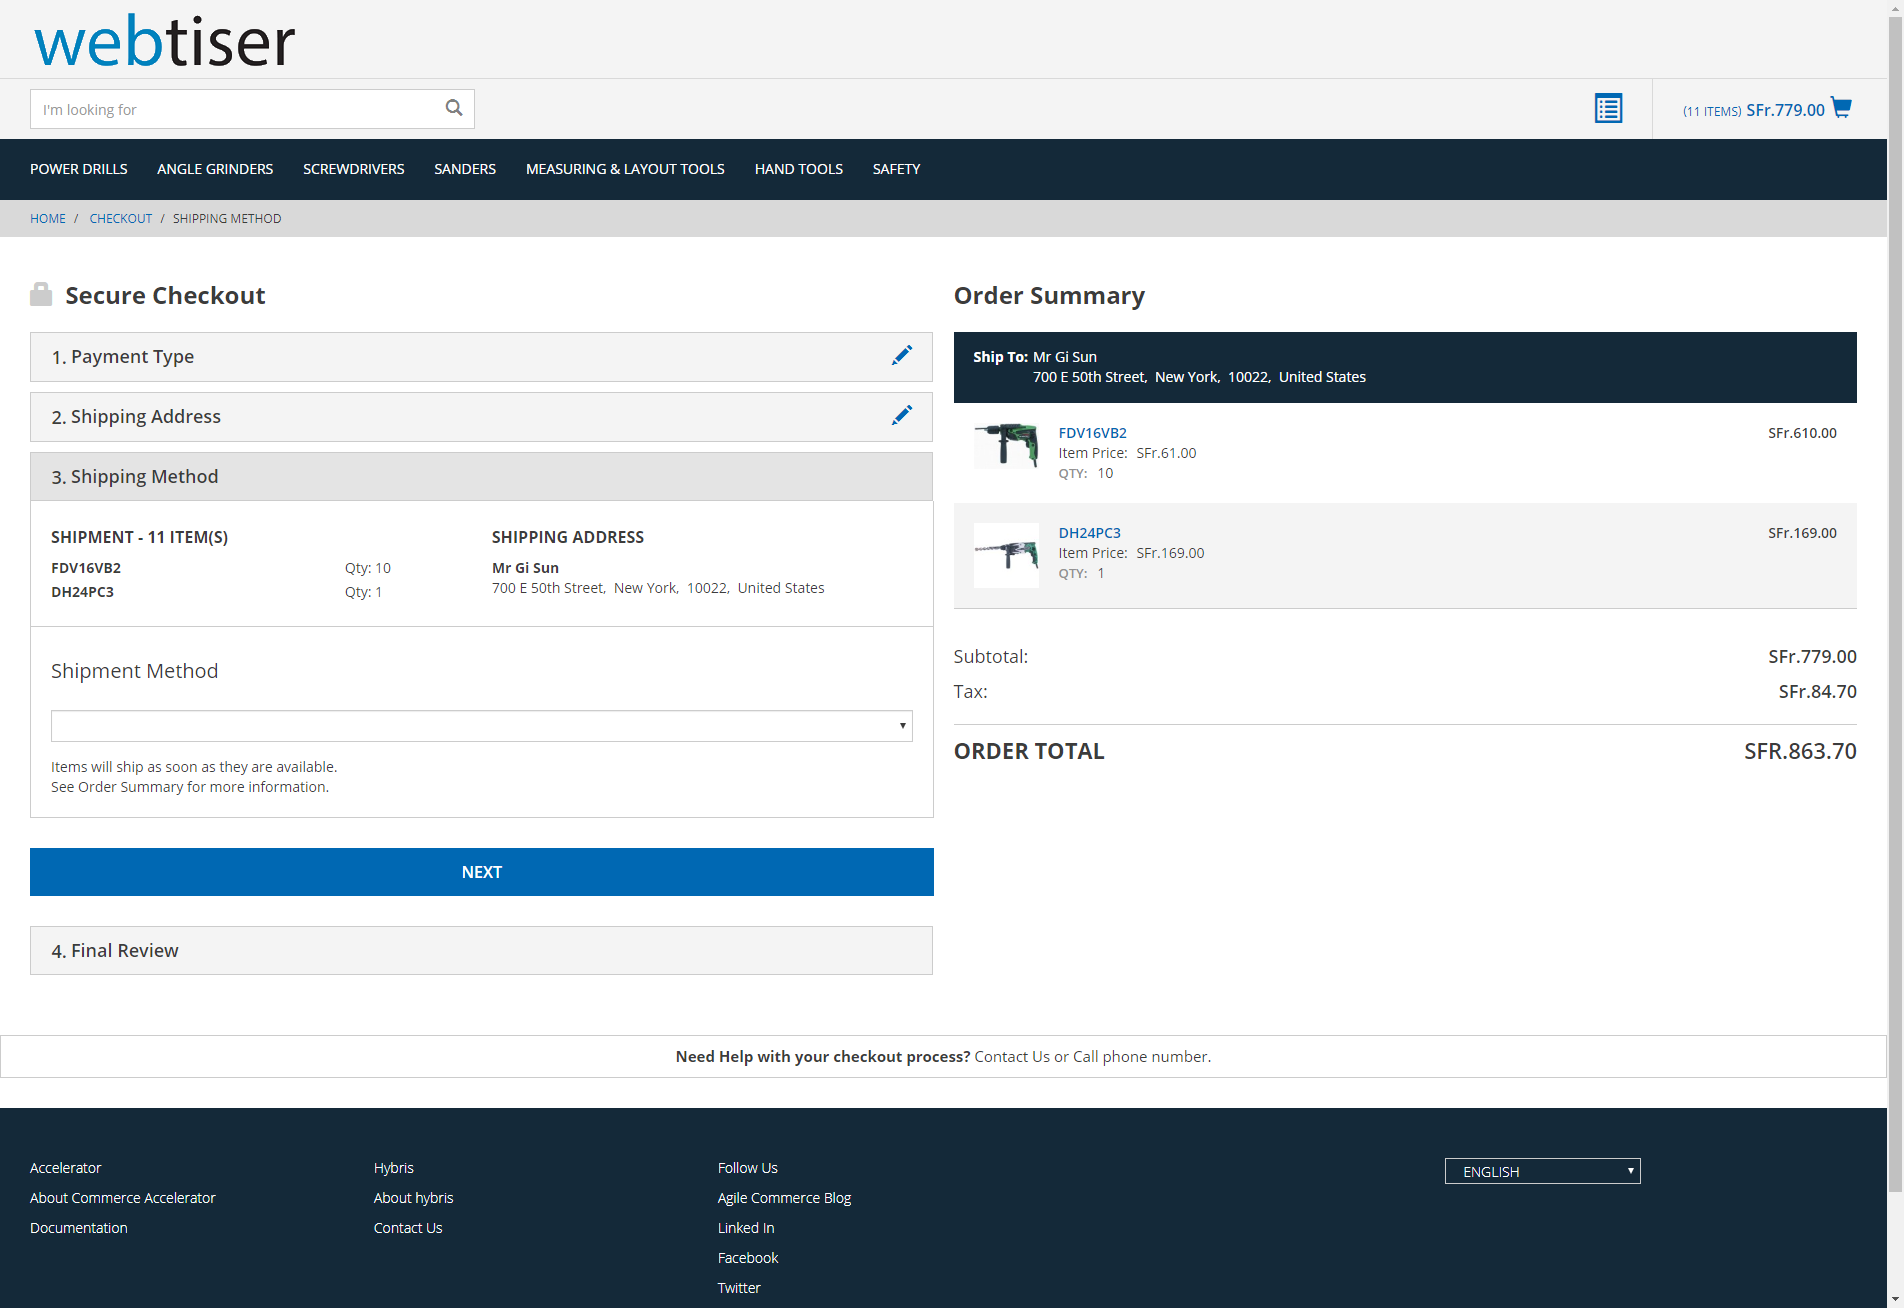 webtiser
I'm looking for
(11 ITEMS) SFr.779.00
POWER DRILLS ANGLE GRINDERS SCREWDRIVERS SANDERS MEASURING & LAYOUT TOOLS HAND TOOLS SAFETY
HOME / CHECKOUT / SHIPPING METHOD
Secure Checkout
1. Payment Type
2. Shipping Address
3. Shipping Method
SHIPMENT - 11 ITEM(S)
FDV16VB2 Qty: 10
DH24PC3 Qty: 1
SHIPPING ADDRESS
Mr Gi Sun
700 E 50th Street, New York, 10022, United States
Shipment Method
Items will ship as soon as they are available.
See Order Summary for more information.
NEXT
4. Final Review
Order Summary
Ship To: Mr Gi Sun
700 E 50th Street, New York, 10022, United States
FDV16VB2 SFr.610.00
Item Price: SFr.61.00
QTY: 10
DH24PC3 SFr.169.00
Item Price: SFr.169.00
QTY: 1
Subtotal: SFr.779.00
Tax: SFr.84.70
ORDER TOTAL SFR.863.70
Need Help with your checkout process? Contact Us or Call phone number.
Accelerator
About Commerce Accelerator
Documentation
Hybris
About hybris
Contact Us
Follow Us
Agile Commerce Blog
Linked In
Facebook
Twitter
ENGLISH